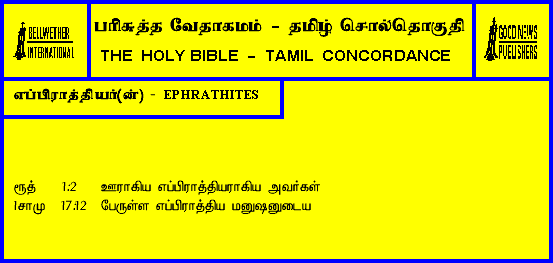 BELLWETHER
INTERNATIONAL
பரிசுத்த வேதாகமம் - தமிழ் சொல்தொகுதி
THE HOLY BIBLE - TAMIL CONCORDANCE
GOOD NEWS
PUBLISHERS
எப்பிராத்தியர்(ன்) - EPHRATHITES
ரூத் 1:2 ஊராகிய எப்பிராத்தியராகிய அவர்கள்
1சாமு 17:12 பேருள்ள எப்பிராத்திய மனுஷனுடைய